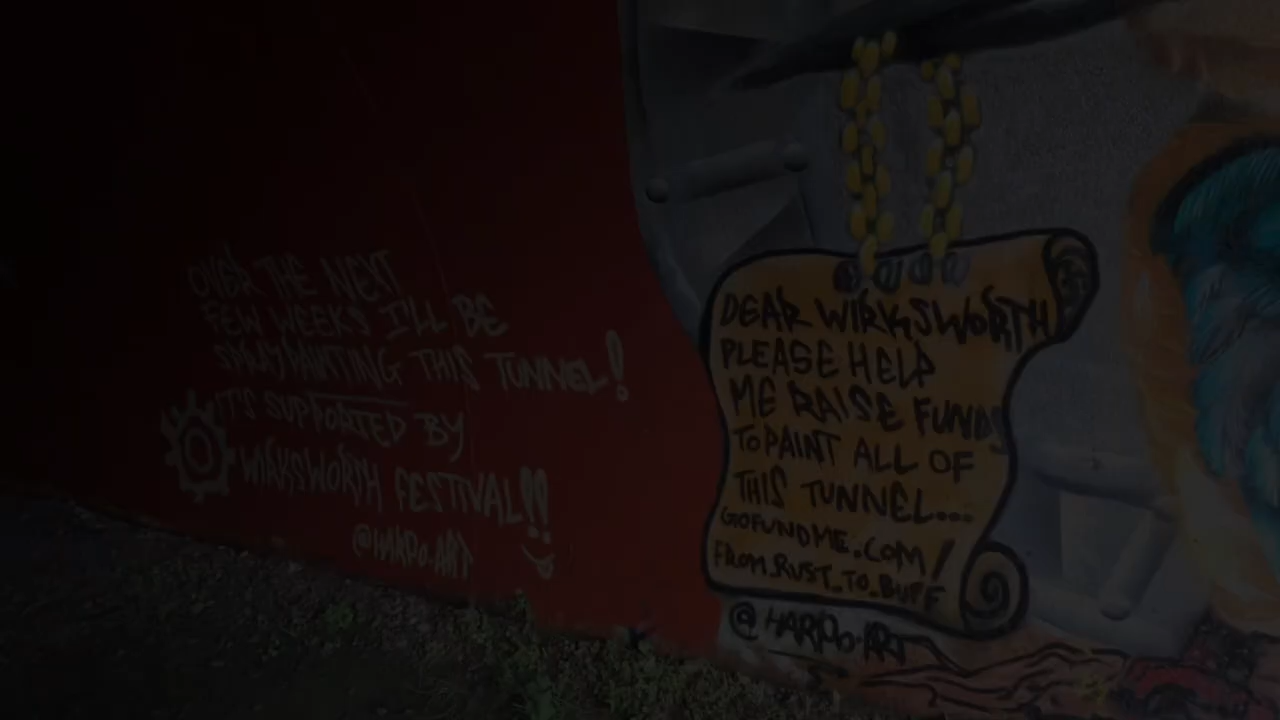 OVER THE NEXT
FEW WEEKS I'LL BE
SPRAYPAINTING THIS TUNNEL!
IT'S SUPPORTED BY
WIRKSWORTH FESTIVAL!!
@HARPO.ART
DEAR WIRKSWORTH
PLEASE HELP
ME RAISE FUNDS
TO PAINT ALL OF
THIS TUNNEL...
GOFUNDME.COM/
FROM_RUST_TO_BUFF
@HARPO.ART